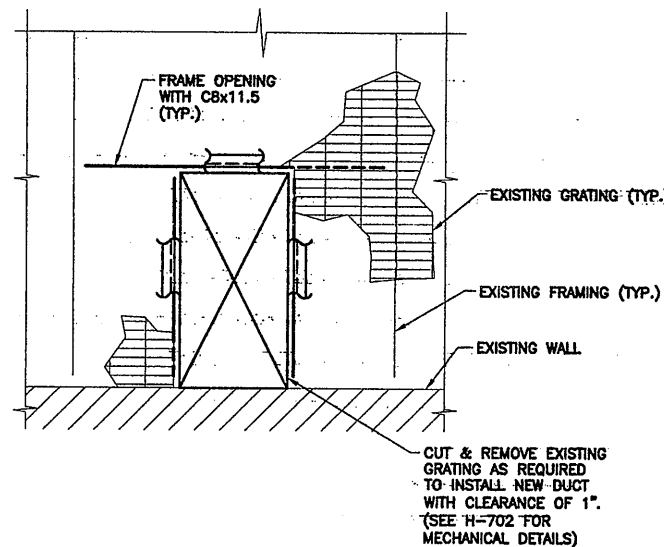 FRAME OPENING
WITH C8x11.5
(TYP.)
EXISTING GRATING (TYP.)
EXISTING FRAMING (TYP.)
EXISTING WALL
CUT & REMOVE EXISTING
GRATING AS REQUIRED
TO INSTALL NEW DUCT
WITH CLEARANCE OF 1".
(SEE H-702 FOR
MECHANICAL DETAILS)